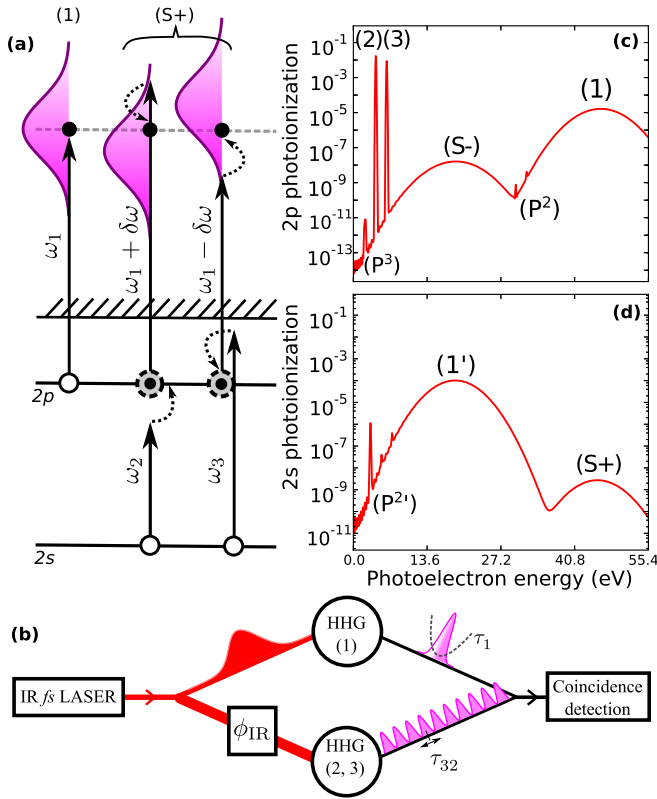 (1)
(S+)
(a)
ω₁
ω₁ + δω
ω₁ − δω
2p
ω₂
ω₃
2s
(c)
2p photoionization
10⁻¹
10⁻³
10⁻⁵
10⁻⁷
10⁻⁹
10⁻¹¹
10⁻¹³
(2)(3)
(1)
(S-)
(P²)
(P³)
(d)
2s photoionization
10⁻¹
10⁻³
10⁻⁵
10⁻⁷
10⁻⁹
10⁻¹¹
(1')
(S+)
(P²')
0.0 13.6 27.2 40.8 55.4
Photoelectron energy (eV)
(b)
IR fs LASER
ϕIR
HHG
(1)
HHG
(2, 3)
τ₁
τ₃₂
Coincidence
detection